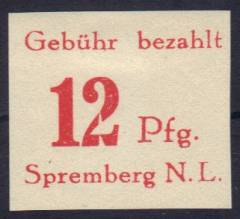 Gebühr bezahlt
12 Pfg.
Spremberg N.L.